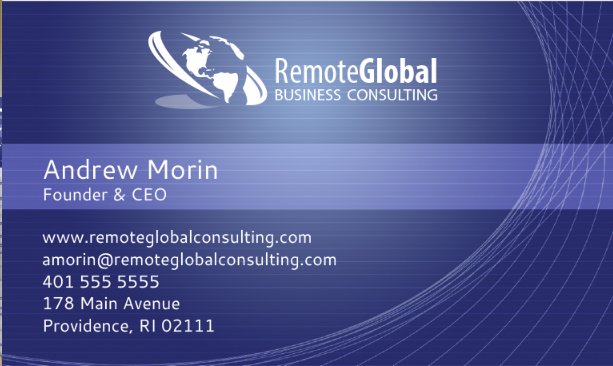 RemoteGlobal
BUSINESS CONSULTING
Andrew Morin
Founder & CEO
www.remoteglobalconsulting.com
amorin@remoteglobalconsulting.com
401 555 5555
178 Main Avenue
Providence, RI 02111